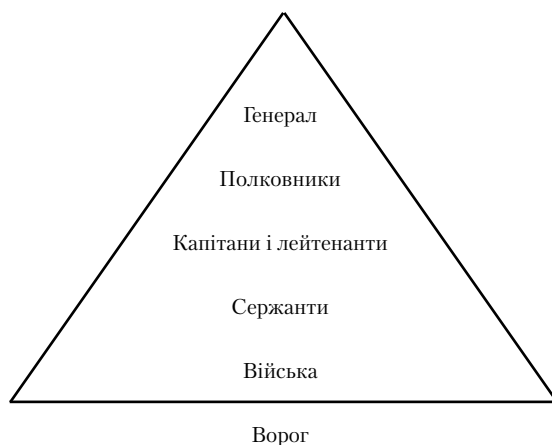 Генерал
Полковники
Капітани і лейтенанти
Сержанти
Війська
Ворог